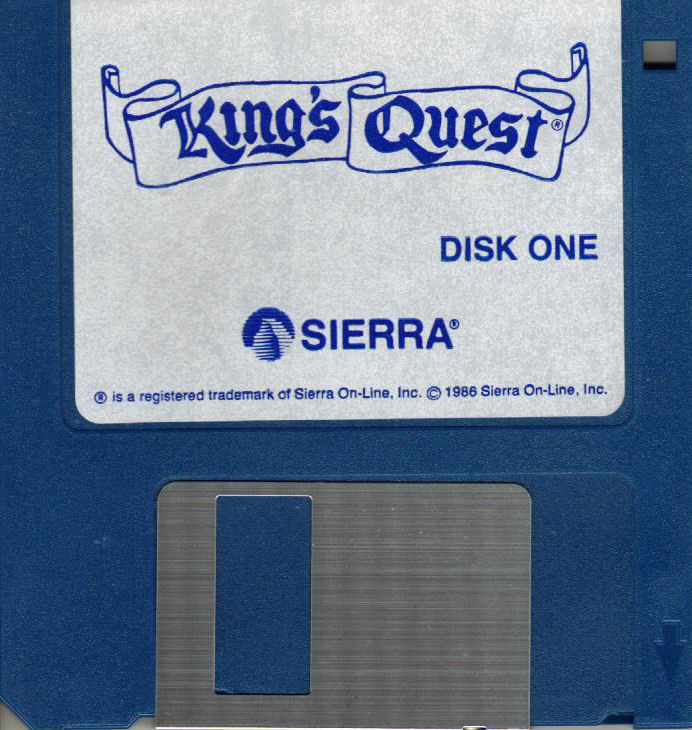 King's Quest®
DISK ONE
SIERRA®
® is a registered trademark of Sierra On-Line, Inc. © 1986 Sierra On-Line, Inc.